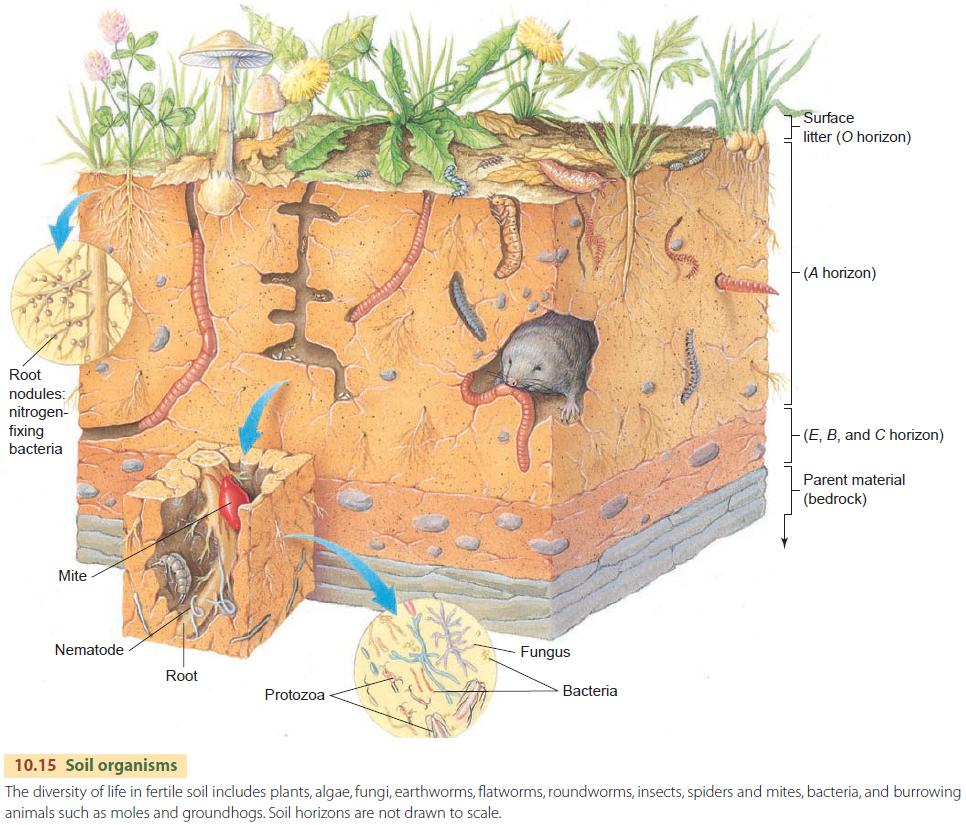 Surface
litter (O horizon)
(A horizon)
Root
nodules:
nitrogen-
fixing
bacteria
(E, B, and C horizon)
Parent material
(bedrock)
Mite
Nematode
Root
Fungus
Protozoa
Bacteria
10.15 Soil organisms
The diversity of life in fertile soil includes plants, algae, fungi, earthworms, flatworms, roundworms, insects, spiders and mites, bacteria, and burrowing
animals such as moles and groundhogs. Soil horizons are not drawn to scale.